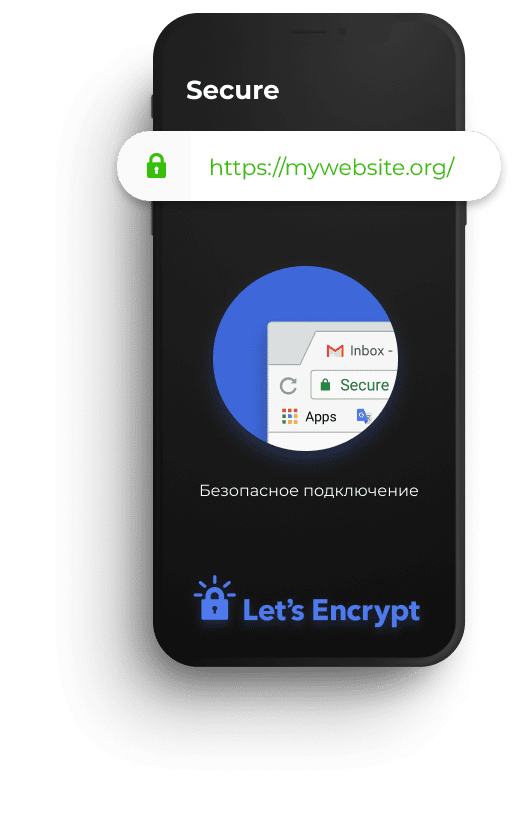 Secure
https://mywebsite.org/
Inbox -
Secure
Apps
Безопасное подключение
Let's Encrypt